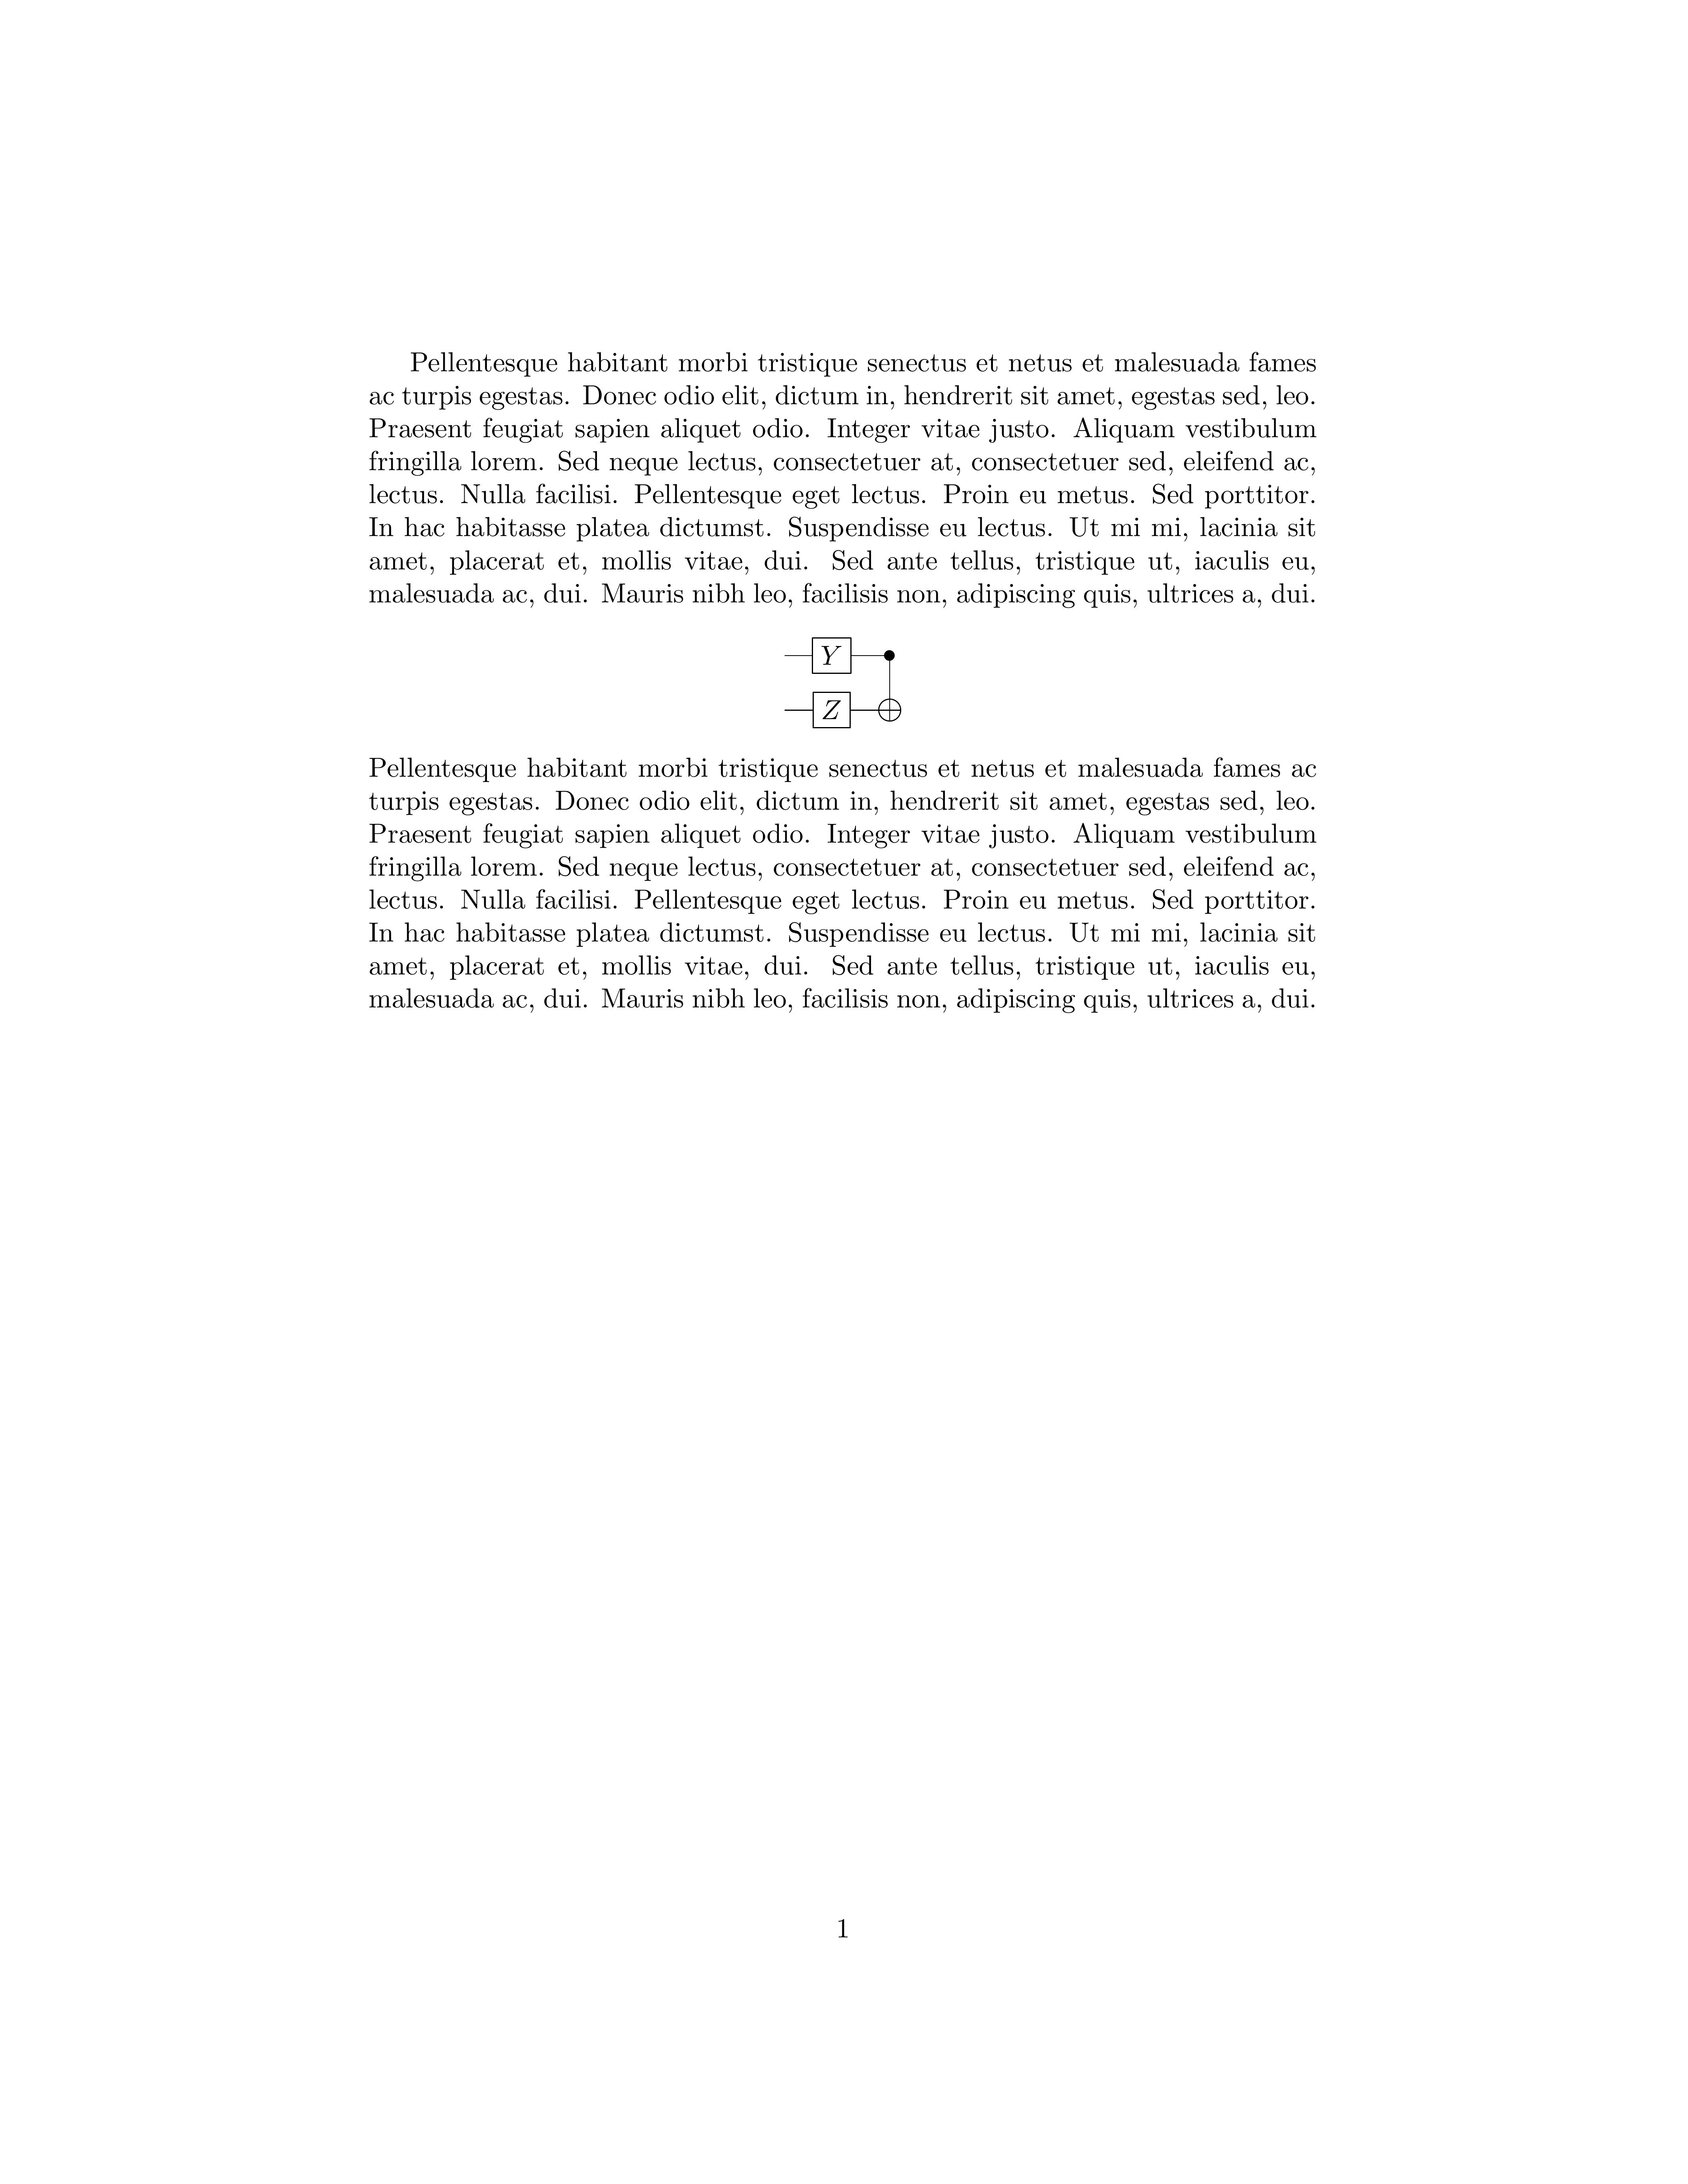 Pellentesque habitant morbi tristique senectus et netus et malesuada fames
ac turpis egestas. Donec odio elit, dictum in, hendrerit sit amet, egestas sed, leo.
Praesent feugiat sapien aliquet odio. Integer vitae justo. Aliquam vestibulum
fringilla lorem. Sed neque lectus, consectetuer at, consectetuer sed, eleifend ac,
lectus. Nulla facilisi. Pellentesque eget lectus. Proin eu metus. Sed porttitor.
In hac habitasse platea dictumst. Suspendisse eu lectus. Ut mi mi, lacinia sit
amet, placerat et, mollis vitae, dui. Sed ante tellus, tristique ut, iaculis eu,
malesuada ac, dui. Mauris nibh leo, facilisis non, adipiscing quis, ultrices a, dui.
Y
Z
Pellentesque habitant morbi tristique senectus et netus et malesuada fames ac
turpis egestas. Donec odio elit, dictum in, hendrerit sit amet, egestas sed, leo.
Praesent feugiat sapien aliquet odio. Integer vitae justo. Aliquam vestibulum
fringilla lorem. Sed neque lectus, consectetuer at, consectetuer sed, eleifend ac,
lectus. Nulla facilisi. Pellentesque eget lectus. Proin eu metus. Sed porttitor.
In hac habitasse platea dictumst. Suspendisse eu lectus. Ut mi mi, lacinia sit
amet, placerat et, mollis vitae, dui. Sed ante tellus, tristique ut, iaculis eu,
malesuada ac, dui. Mauris nibh leo, facilisis non, adipiscing quis, ultrices a, dui.
1